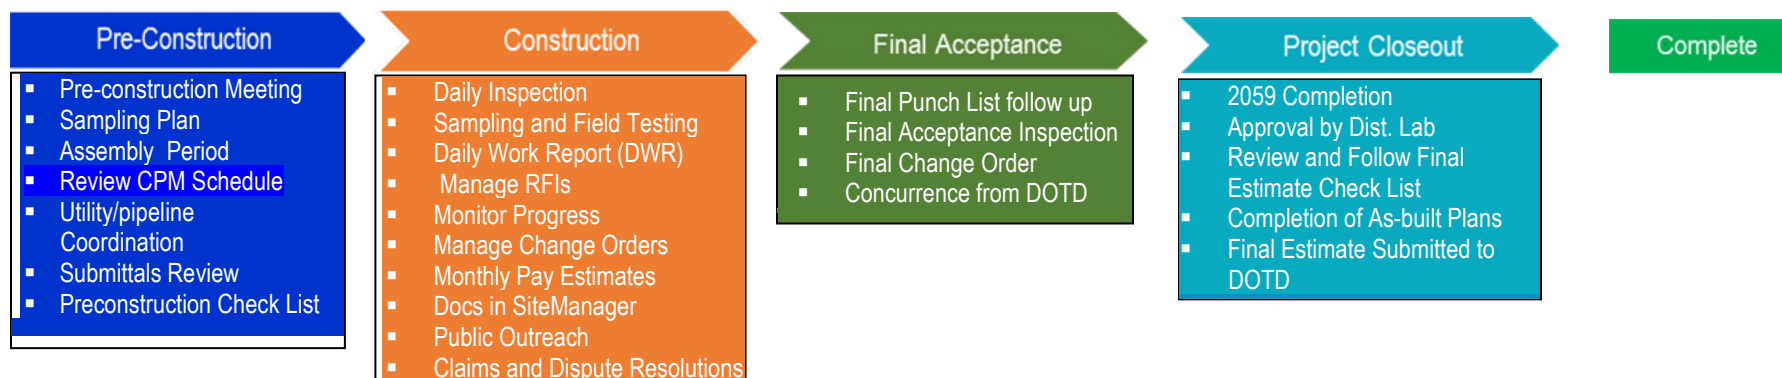 Pre-Construction
Pre-construction Meeting
Sampling Plan
Assembly Period
Review CPM Schedule
Utility/pipeline
Coordination
Submittals Review
Preconstruction Check List
Construction
Daily Inspection
Sampling and Field Testing
Daily Work Report (DWR)
Manage RFIs
Monitor Progress
Manage Change Orders
Monthly Pay Estimates
Docs in SiteManager
Public Outreach
Claims and Dispute Resolutions
Final Acceptance
Final Punch List follow up
Final Acceptance Inspection
Final Change Order
Concurrence from DOTD
Project Closeout
2059 Completion
Approval by Dist. Lab
Review and Follow Final
Estimate Check List
Completion of As-built Plans
Final Estimate Submitted to
DOTD
Complete